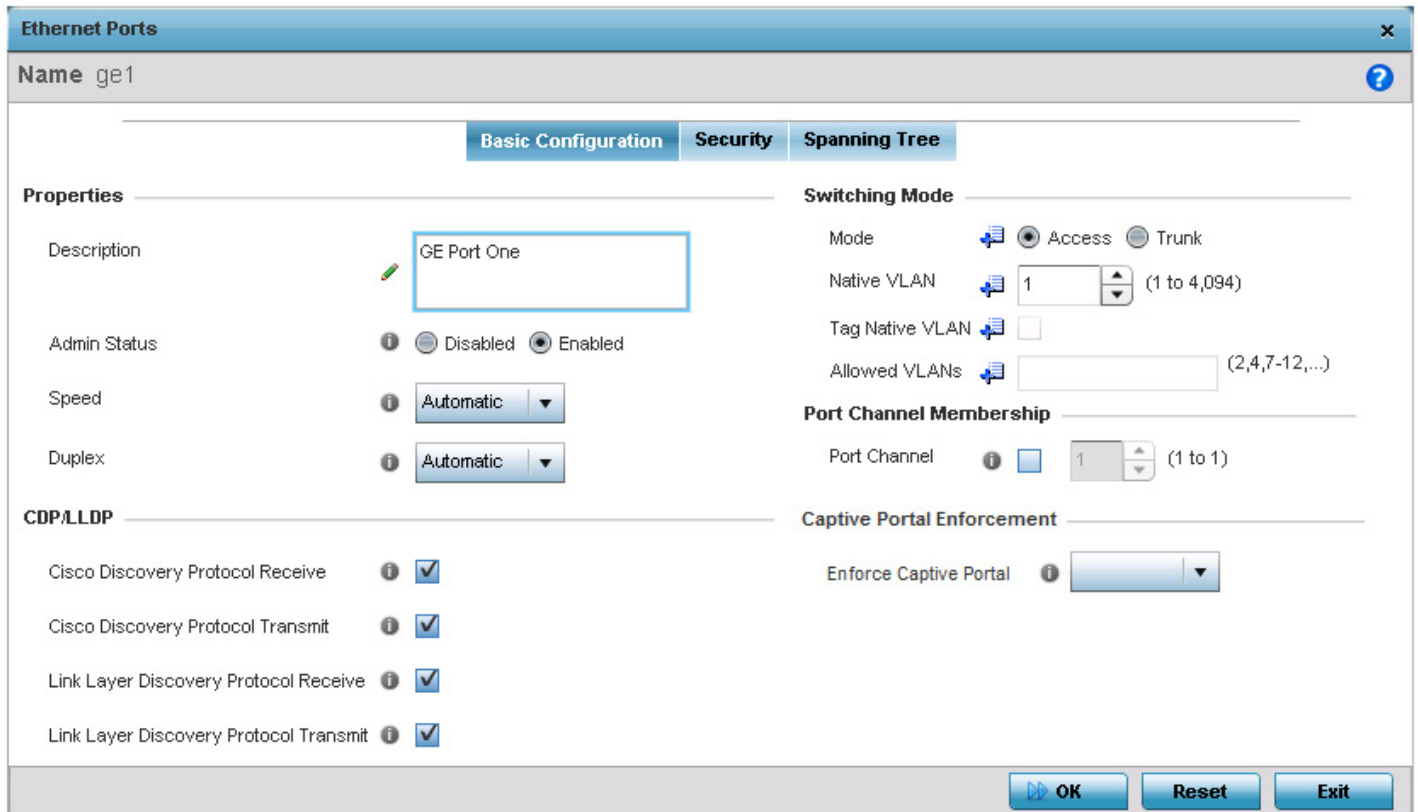 Ethernet Ports
Name ge1
Basic Configuration Security Spanning Tree
Properties
Description
GE Port One
Admin Status
Disabled Enabled
Speed
Automatic
Duplex
Automatic
CDP/LLDP
Cisco Discovery Protocol Receive
Cisco Discovery Protocol Transmit
Link Layer Discovery Protocol Receive
Link Layer Discovery Protocol Transmit
Switching Mode
Mode
Access Trunk
Native VLAN
1 (1 to 4,094)
Tag Native VLAN
Allowed VLANs
(2,4,7-12,...)
Port Channel Membership
Port Channel
1 (1 to 1)
Captive Portal Enforcement
Enforce Captive Portal
OK Reset Exit